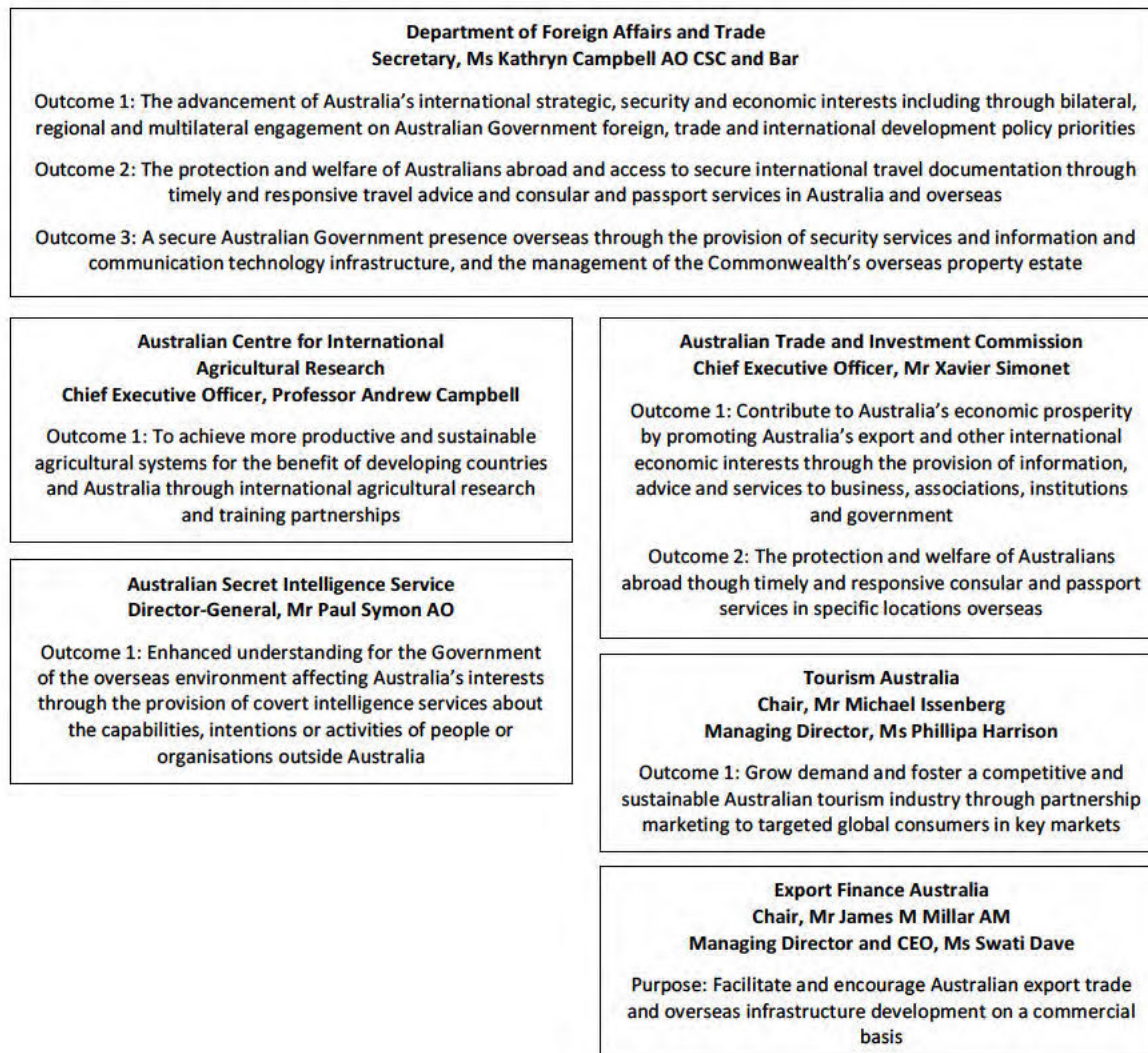 Department of Foreign Affairs and Trade
Secretary, Ms Kathryn Campbell AO CSC and Bar
Outcome 1: The advancement of Australia's international strategic, security and economic interests including through bilateral,
regional and multilateral engagement on Australian Government foreign, trade and international development policy priorities
Outcome 2: The protection and welfare of Australians abroad and access to secure international travel documentation through
timely and responsive travel advice and consular and passport services in Australia and overseas
Outcome 3: A secure Australian Government presence overseas through the provision of security services and information and
communication technology infrastructure, and the management of the Commonwealth's overseas property estate
Australian Centre for International
Agricultural Research
Chief Executive Officer, Professor Andrew Campbell
Outcome 1: To achieve more productive and sustainable
agricultural systems for the benefit of developing countries
and Australia through international agricultural research
and training partnerships
Australian Secret Intelligence Service
Director-General, Mr Paul Symon AO
Outcome 1: Enhanced understanding for the Government
of the overseas environment affecting Australia's interests
through the provision of covert intelligence services about
the capabilities, intentions or activities of people or
organisations outside Australia
Australian Trade and Investment Commission
Chief Executive Officer, Mr Xavier Simonet
Outcome 1: Contribute to Australia's economic prosperity
by promoting Australia's export and other international
economic interests through the provision of information,
advice and services to business, associations, institutions
and government
Outcome 2: The protection and welfare of Australians
abroad though timely and responsive consular and passport
services in specific locations overseas
Tourism Australia
Chair, Mr Michael Issenberg
Managing Director, Ms Phillipa Harrison
Outcome 1: Grow demand and foster a competitive and
sustainable Australian tourism industry through partnership
marketing to targeted global consumers in key markets
Export Finance Australia
Chair, Mr James M Millar AM
Managing Director and CEO, Ms Swati Dave
Purpose: Facilitate and encourage Australian export trade
and overseas infrastructure development on a commercial
basis